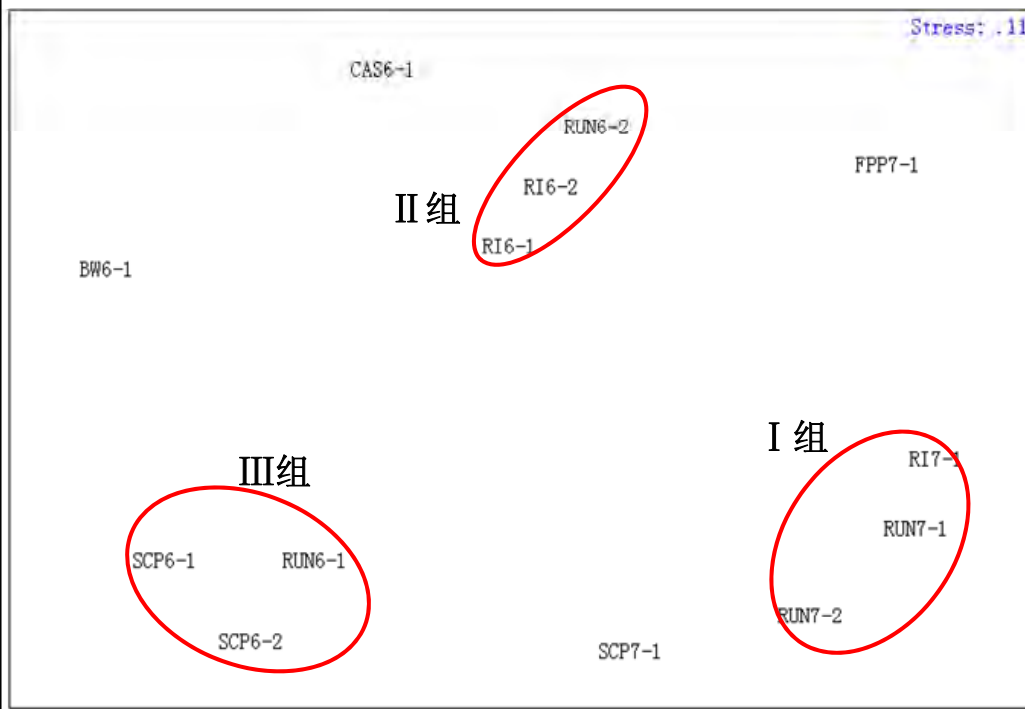 Stress: .11
CAS6-1
RUN6-2
FPP7-1
RI6-2
II组
RI6-1
BW6-1
I组
RI7-1
III组
RUN7-1
SCP6-1
RUN6-1
RUN7-2
SCP6-2
SCP7-1